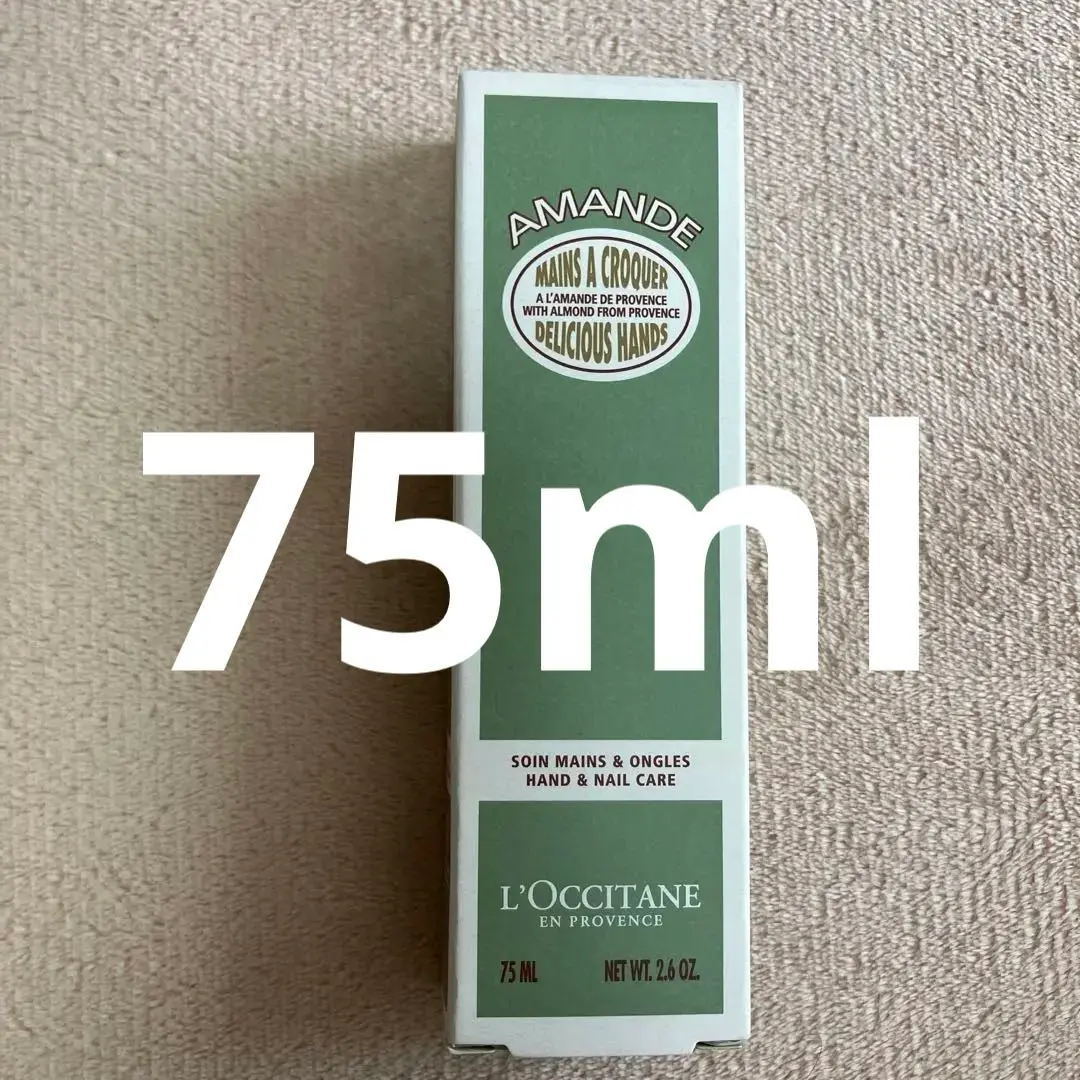 AMANDE
MAINS A CROQUER
A L'AMANDE DE PROVENCE
WITH ALMOND FROM PROVENCE
DELICIOUS HANDS
75ml
SOIN MAINS & ONGLES
HAND & NAIL CARE
L'OCCITANE
EN PROVENCE
75 ML NET WT. 2.6 OZ.